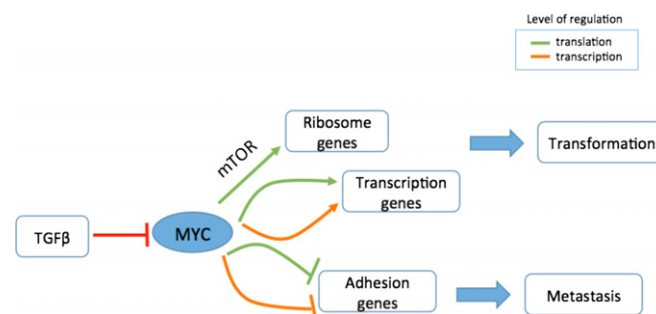 Level of regulation
translation
transcription
Ribosome
genes
Transformation
mTOR
Transcription
genes
TGFβ
MYC
Adhesion
genes
Metastasis